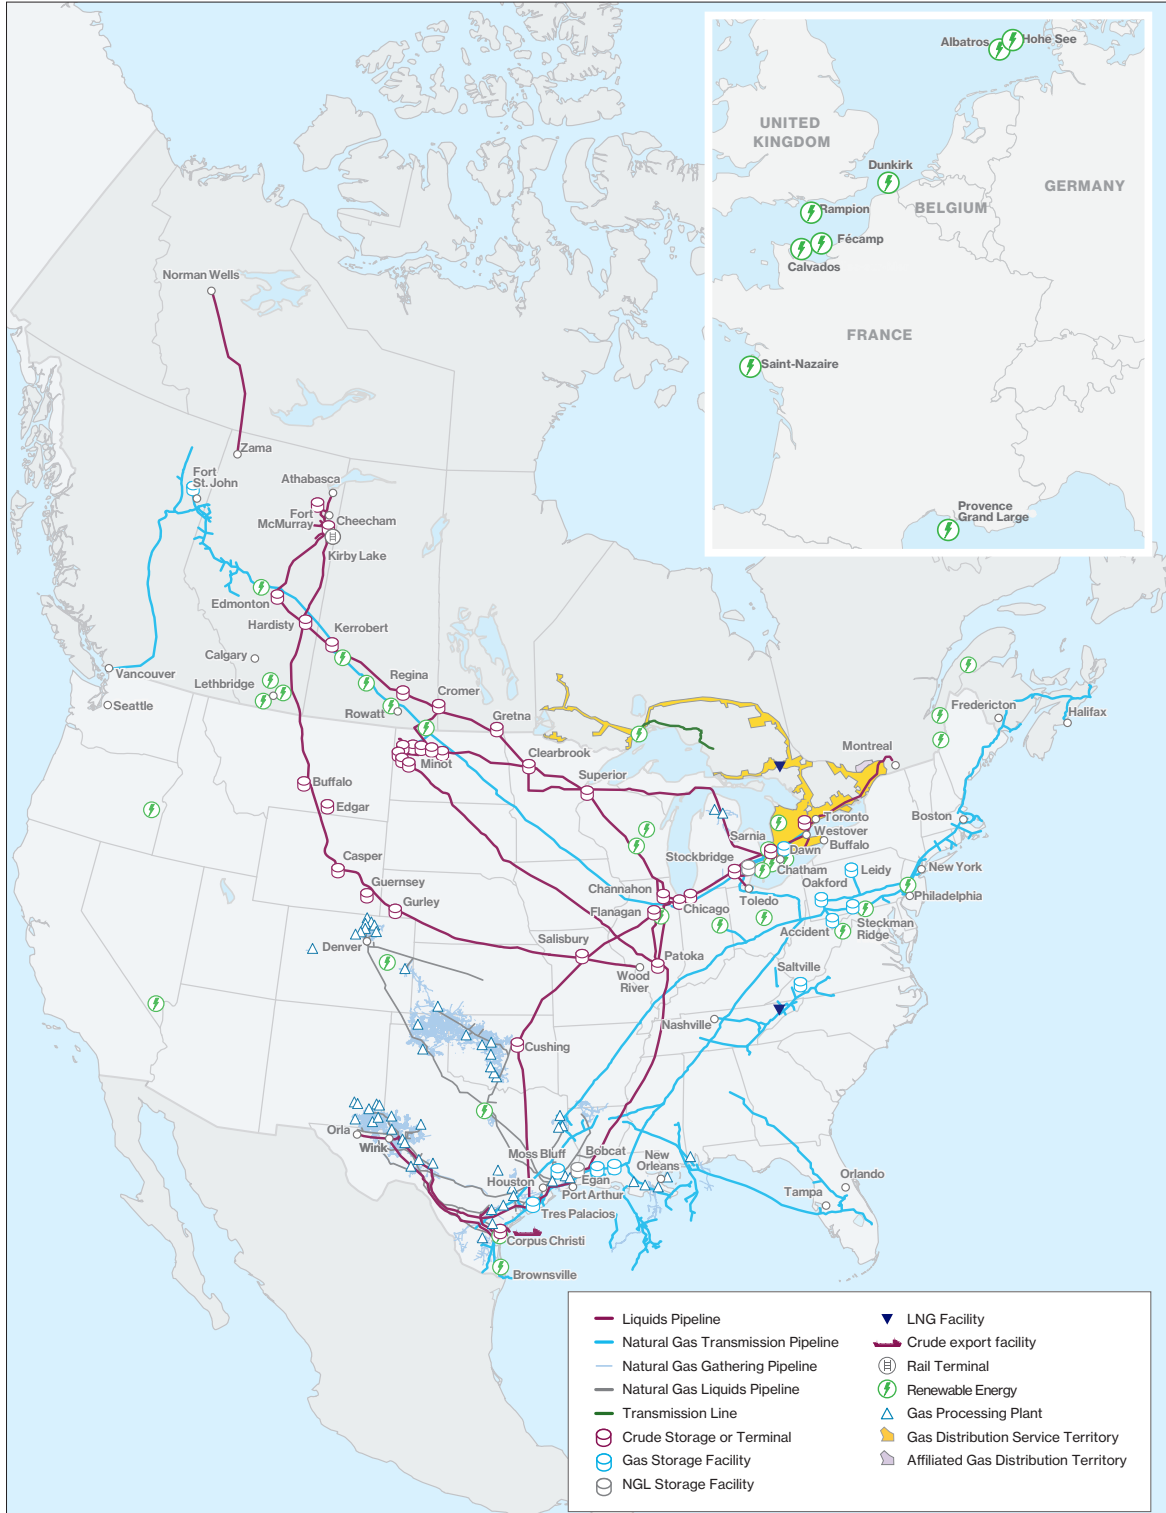 Albatros
Hohe See
UNITED
KINGDOM
Dunkirk
GERMANY
Rampion
BELGIUM
Fécamp
Calvados
FRANCE
Saint-Nazaire
Provence
Grand Large
Norman Wells
Zama
Fort
St. John
Athabasca
Fort
McMurray
Cheecham
Kirby Lake
Edmonton
Hardisty
Kerrobert
Calgary
Vancouver
Lethbridge
Regina
Cromer
Seattle
Rowatt
Gretna
Fredericton
Halifax
Clearbrook
Montreal
Minot
Superior
Buffalo
Edgar
Toronto
Boston
Sarnia
Westover
Buffalo
Dawn
Stockbridge
Chatham
Casper
Leidy
New York
Oakford
Guernsey
Channahon
Toledo
Philadelphia
Gurley
Flanagan
Chicago
Accident
Steckman
Ridge
Denver
Salisbury
Patoka
Saltville
Wood
River
Nashville
Cushing
Orla
Wink
Moss Bluff
Bobcat
New
Orleans
Houston
Egan
Port Arthur
Orlando
Tampa
Tres Palacios
Corpus Christi
Brownsville
Liquids Pipeline
Natural Gas Transmission Pipeline
Natural Gas Gathering Pipeline
Natural Gas Liquids Pipeline
Transmission Line
Crude Storage or Terminal
Gas Storage Facility
NGL Storage Facility
LNG Facility
Crude export facility
Rail Terminal
Renewable Energy
Gas Processing Plant
Gas Distribution Service Territory
Affiliated Gas Distribution Territory